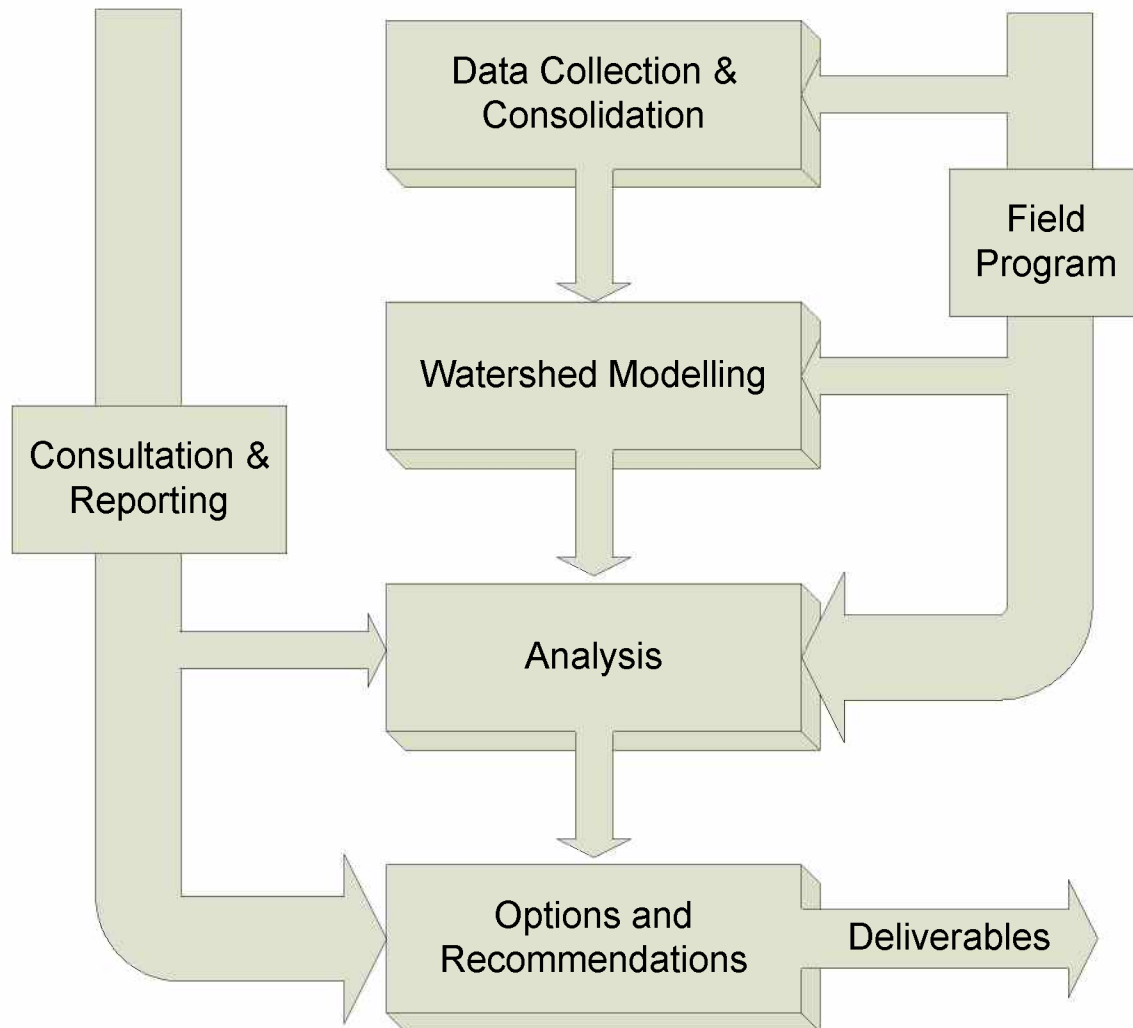 Data Collection &
Consolidation
Field
Program
Watershed Modelling
Consultation &
Reporting
Analysis
Options and
Recommendations
Deliverables